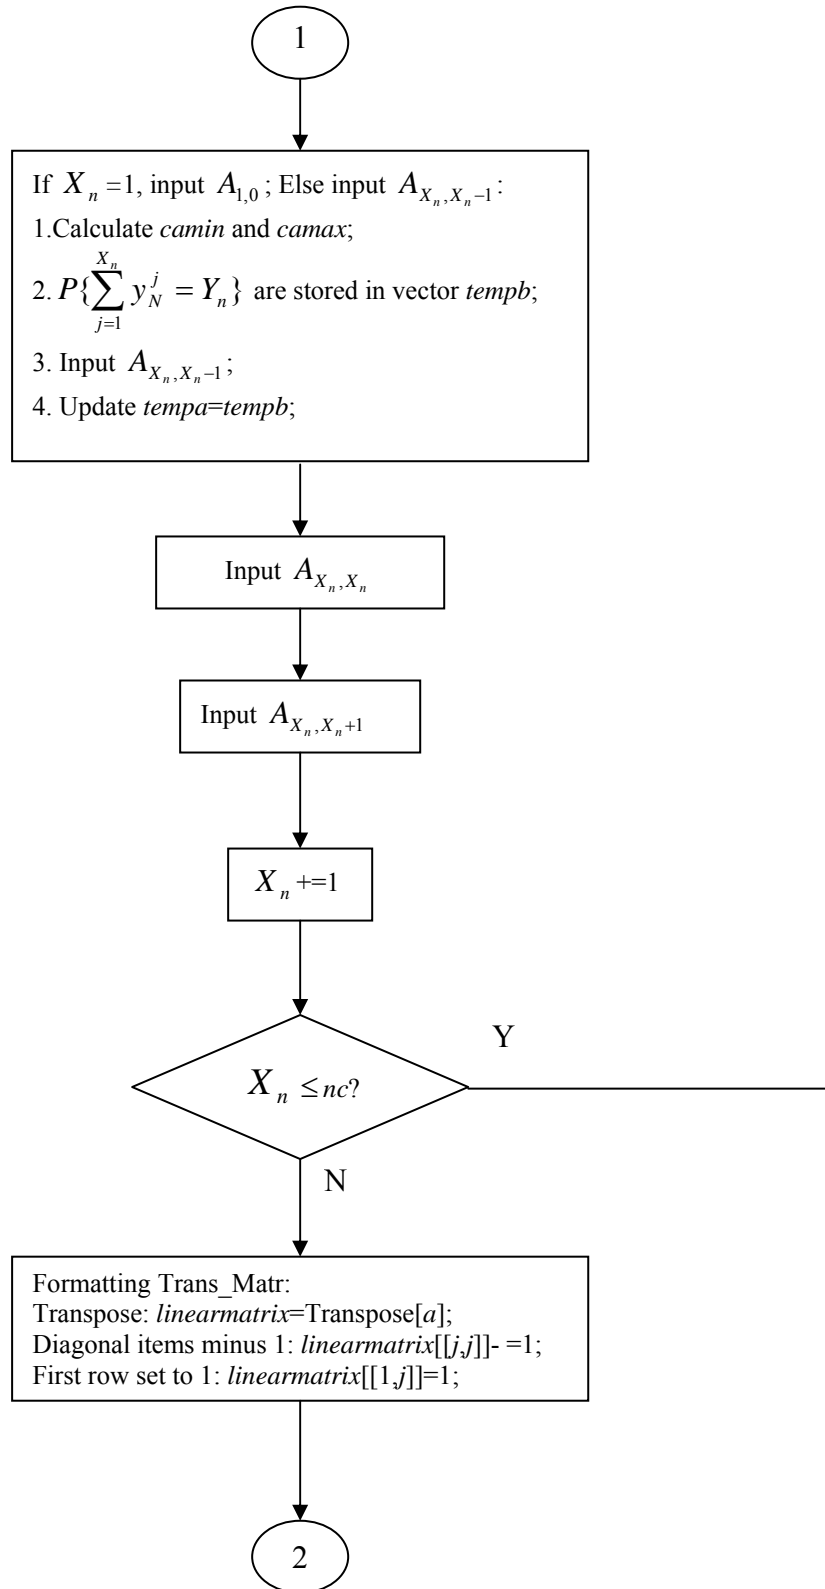 1
If X_n =1, input A_{1,0} ; Else input A_{X_n,X_n−1} :
1.Calculate camin and camax;
2. P{∑_{j=1}^{X_n} y_N^j = Y_n} are stored in vector tempb;
3. Input A_{X_n,X_n−1} ;
4. Update tempa=tempb;
Input A_{X_n,X_n}
Input A_{X_n,X_n+1}
X_n +=1
Y
X_n ≤ nc?
N
Formatting Trans_Matr:
Transpose: linearmatrix=Transpose[a];
Diagonal items minus 1: linearmatrix[[j,j]]- =1;
First row set to 1: linearmatrix[[1,j]]=1;
2